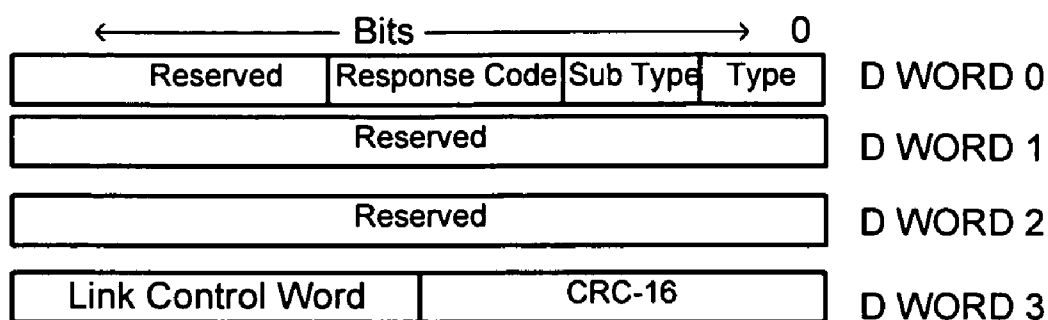 Bits 0
Reserved Response Code Sub Type Type D WORD 0
Reserved D WORD 1
Reserved D WORD 2
Link Control Word CRC-16 D WORD 3